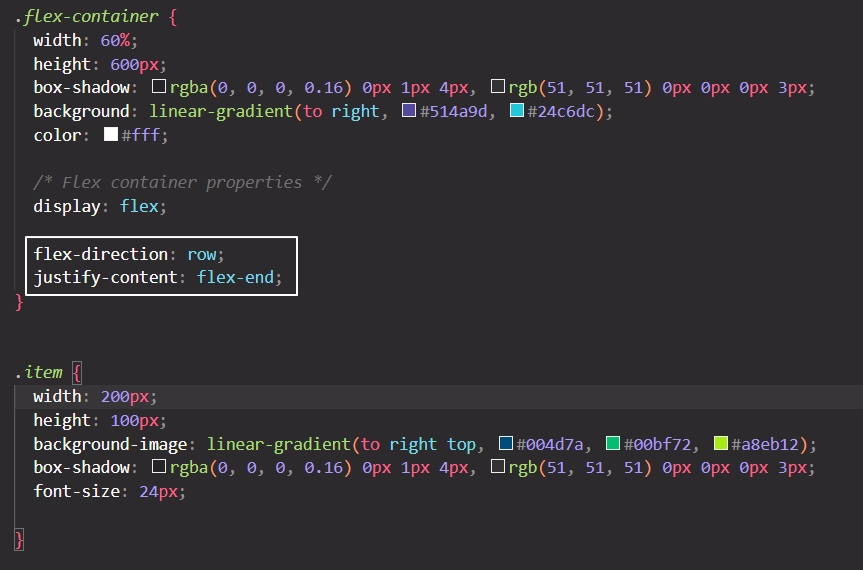 .flex-container {
width: 60%;
height: 600px;
box-shadow: rgba(0, 0, 0, 0.16) 0px 1px 4px, rgb(51, 51, 51) 0px 0px 0px 3px;
background: linear-gradient(to right, #514a9d, #24c6dc);
color: #fff;
/* Flex container properties */
display: flex;
flex-direction: row;
justify-content: flex-end;
}
.item {
width: 200px;
height: 100px;
background-image: linear-gradient(to right top, #004d7a, #00bf72, #a8eb12);
box-shadow: rgba(0, 0, 0, 0.16) 0px 1px 4px, rgb(51, 51, 51) 0px 0px 0px 3px;
font-size: 24px;
}